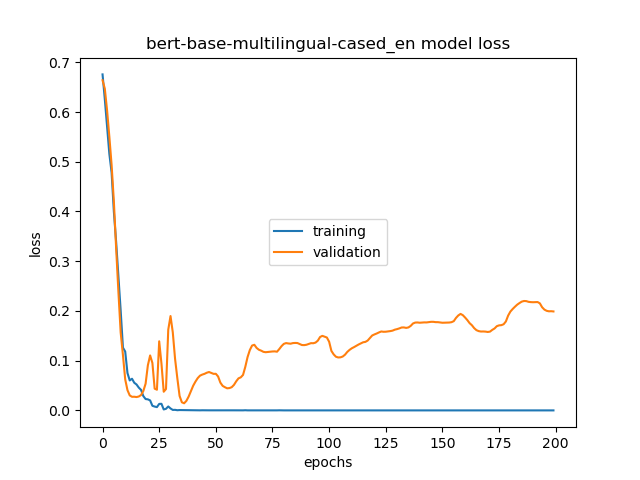 bert-base-multilingual-cased_en model loss
0.7
0.6
0.5
0.4
0.3
0.2
0.1
0.0
loss
training
validation
0 25 50 75 100 125 150 175 200
epochs